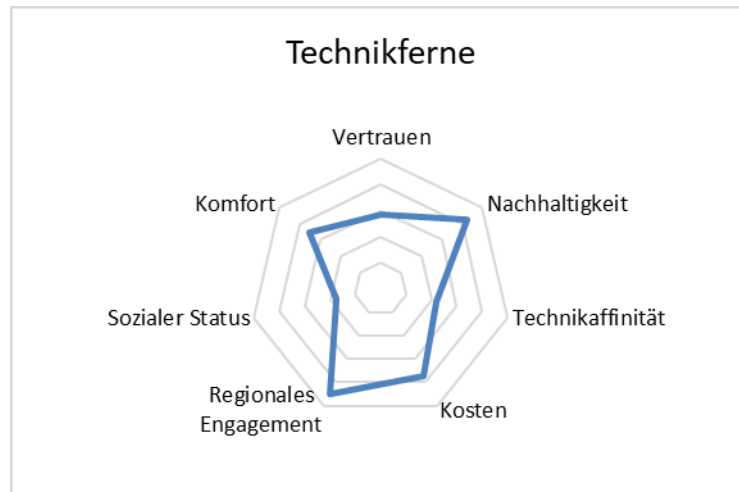 Technikferne
Vertrauen
Nachhaltigkeit
Technikaffinität
Kosten
Regionales
Engagement
Sozialer Status
Komfort